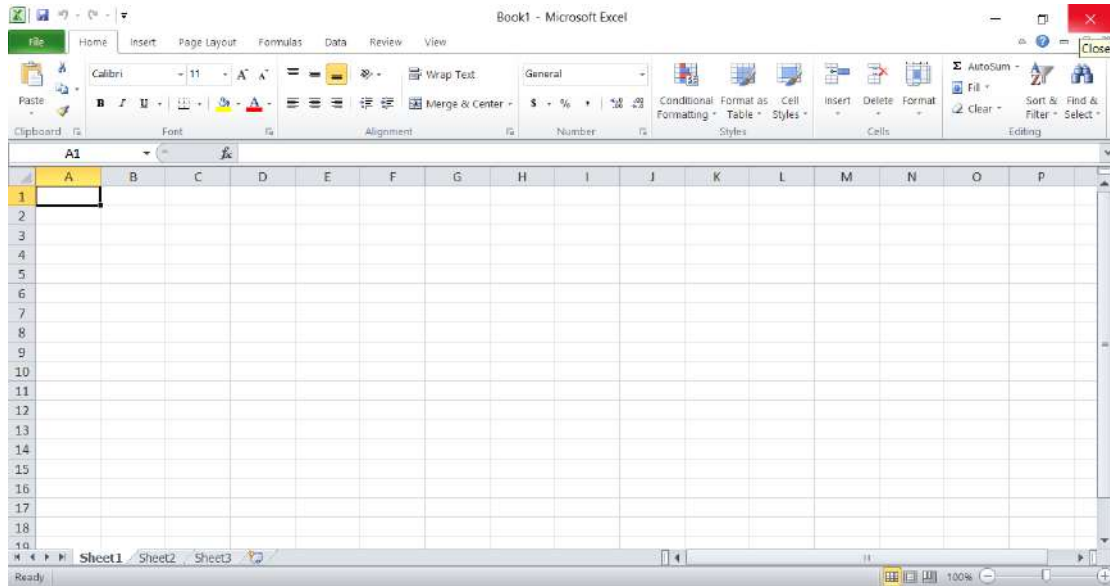 Book1 - Microsoft Excel
File Home Insert Page Layout Formulas Data Review View
Close
Calibri 11 A A Wrap Text General Σ AutoSum
Fill
Paste B I U A Merge & Center $ % , Conditional Format as Cell Insert Delete Format Sort & Find &
Clear
Formatting Table Styles Filter Select
Clipboard Font Alignment Number Styles Cells Editing
A1 fx
A B C D E F G H I J K L M N O P
1
2
3
4
5
6
7
8
9
10
11
12
13
14
15
16
17
18
19
Sheet1 Sheet2 Sheet3
Ready 100%